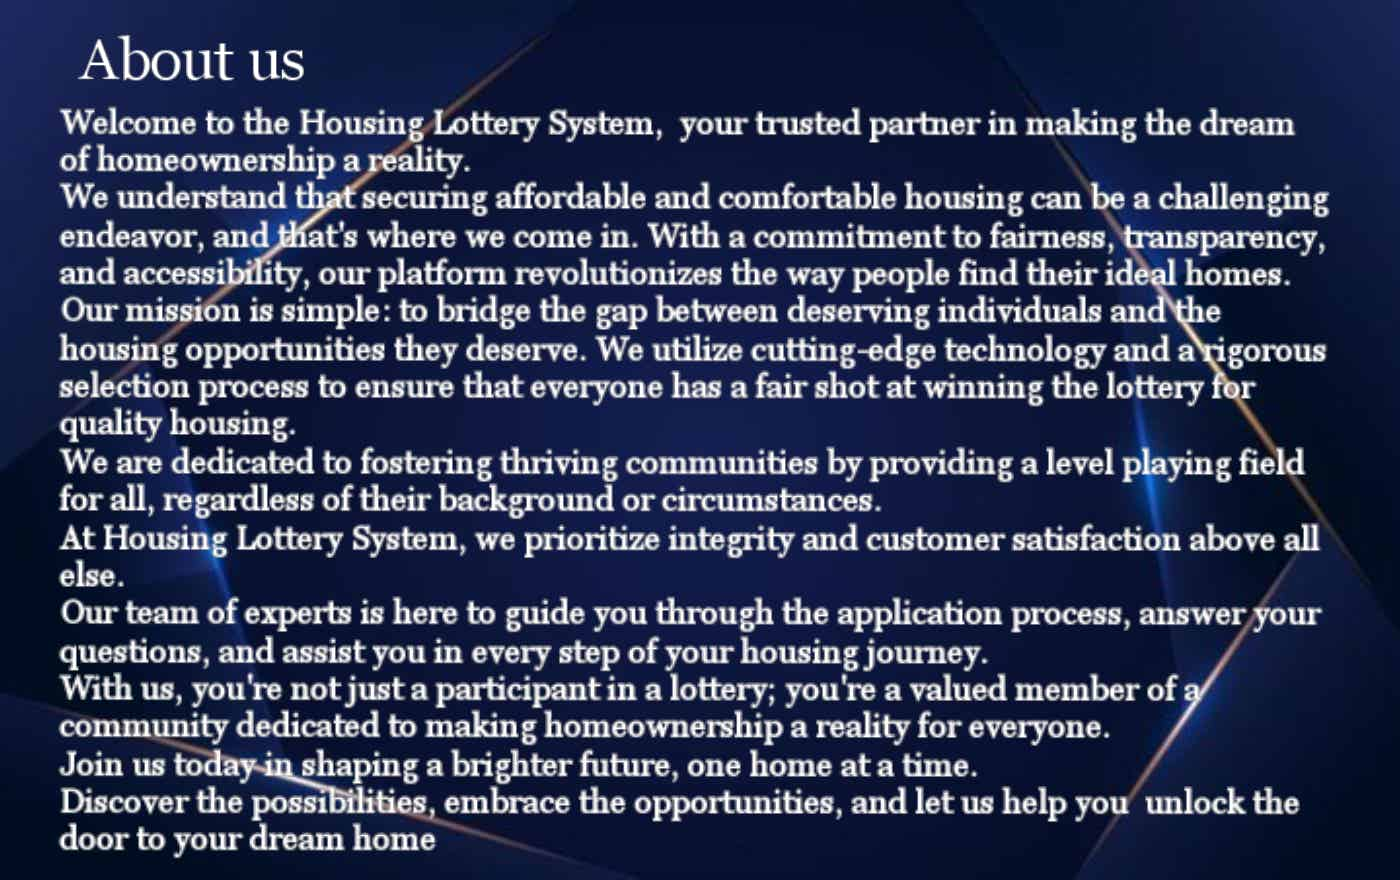 About us
Welcome to the Housing Lottery System,  your trusted partner in making the dream
of homeownership a reality.
We understand that securing affordable and comfortable housing can be a challenging
endeavor, and that's where we come in. With a commitment to fairness, transparency,
and accessibility, our platform revolutionizes the way people find their ideal homes.
Our mission is simple: to bridge the gap between deserving individuals and the
housing opportunities they deserve. We utilize cutting-edge technology and a rigorous
selection process to ensure that everyone has a fair shot at winning the lottery for
quality housing.
We are dedicated to fostering thriving communities by providing a level playing field
for all, regardless of their background or circumstances.
At Housing Lottery System, we prioritize integrity and customer satisfaction above all
else.
Our team of experts is here to guide you through the application process, answer your
questions, and assist you in every step of your housing journey.
With us, you're not just a participant in a lottery; you're a valued member of a
community dedicated to making homeownership a reality for everyone.
Join us today in shaping a brighter future, one home at a time.
Discover the possibilities, embrace the opportunities, and let us help you  unlock the
door to your dream home